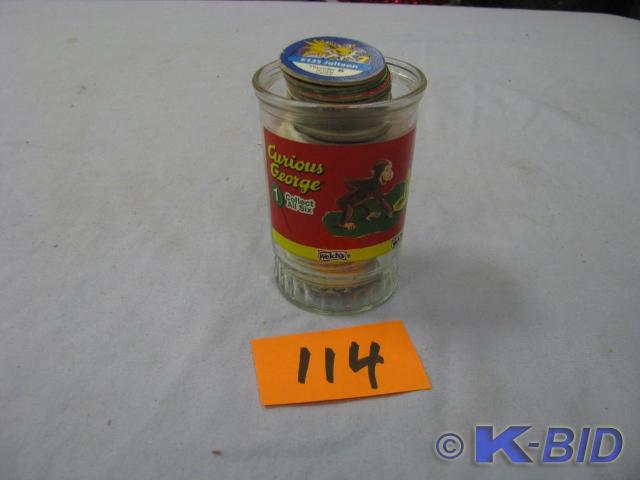 #135 Jolteon
Curious
George
1 Collect
All Six
Welch's
114
© K-BID